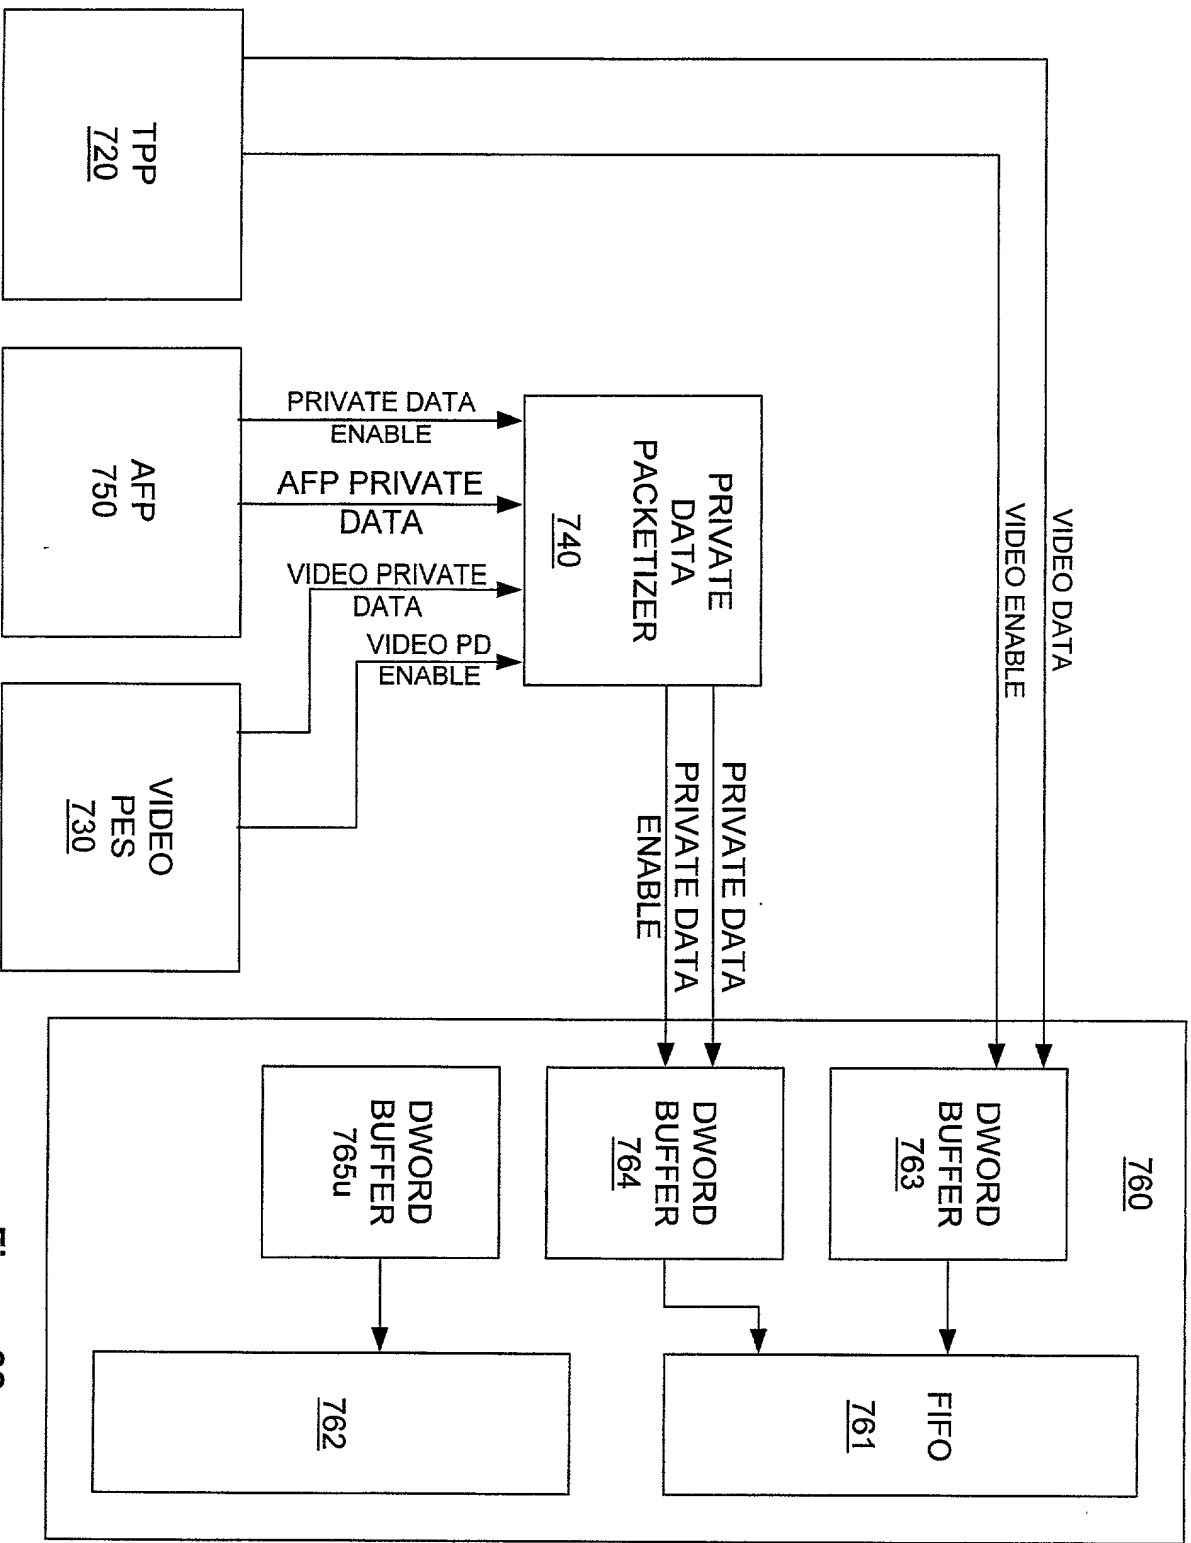 TPP
720
AFP
750
VIDEO
PES
730
PRIVATE DATA
ENABLE
AFP PRIVATE
DATA
VIDEO PRIVATE
DATA
VIDEO PD
ENABLE
PRIVATE
DATA
PACKETIZER
740
VIDEO DATA
VIDEO ENABLE
PRIVATE DATA
PRIVATE DATA
ENABLE
760
DWORD
BUFFER
763
DWORD
BUFFER
764
DWORD
BUFFER
765u
FIFO
761
762